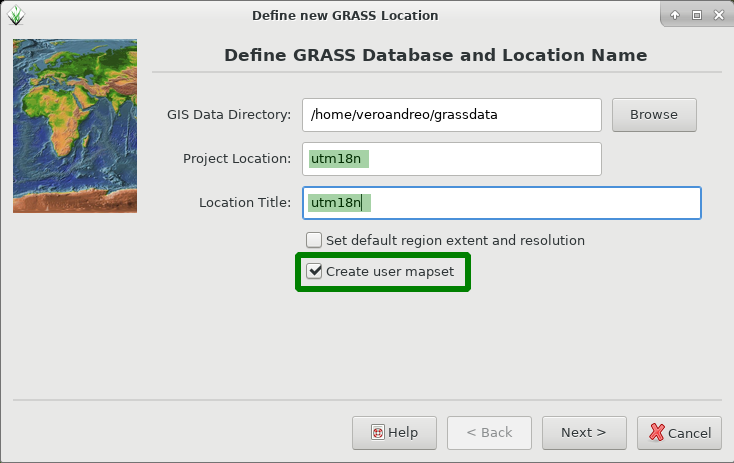 Define new GRASS Location
Define GRASS Database and Location Name
GIS Data Directory: /home/veroandreo/grassdata Browse
Project Location: utm18n
Location Title: utm18n
Set default region extent and resolution
Create user mapset
Help < Back Next > Cancel